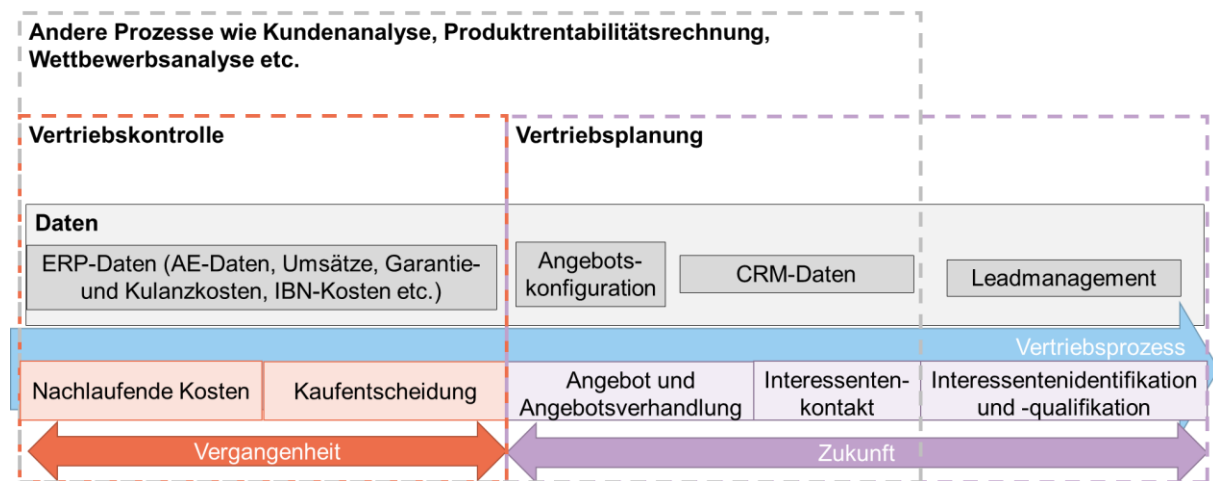 Andere Prozesse wie Kundenanalyse, Produktrentabilitätsrechnung,
Wettbewerbsanalyse etc.
Vertriebskontrolle
Vertriebsplanung
Daten
ERP-Daten (AE-Daten, Umsätze, Garantie-
und Kulanzkosten, IBN-Kosten etc.)
Angebots-
konfiguration
CRM-Daten
Leadmanagement
Vertriebsprozess
Nachlaufende Kosten
Kaufentscheidung
Angebot und
Angebotsverhandlung
Interessenten-
kontakt
Interessentenidentifikation
und -qualifikation
Vergangenheit
Zukunft